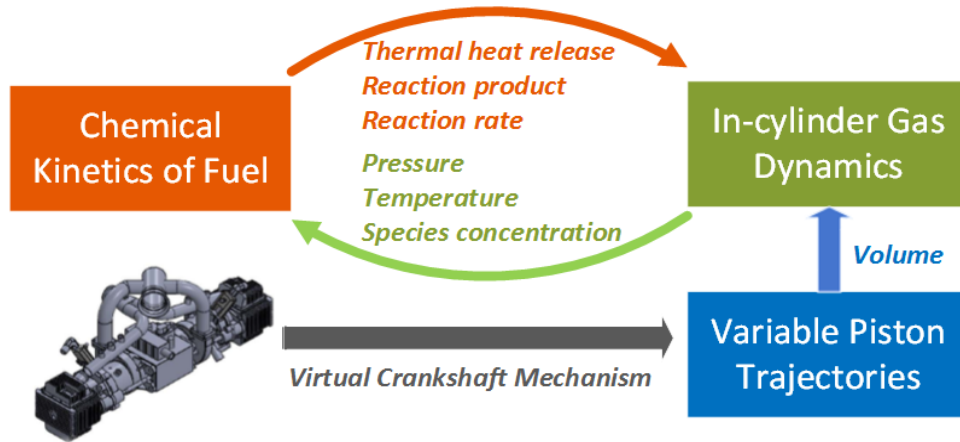 Thermal heat release
Reaction product
Reaction rate
Chemical
Kinetics of Fuel
In-cylinder Gas
Dynamics
Pressure
Temperature
Species concentration
Volume
Virtual Crankshaft Mechanism
Variable Piston
Trajectories